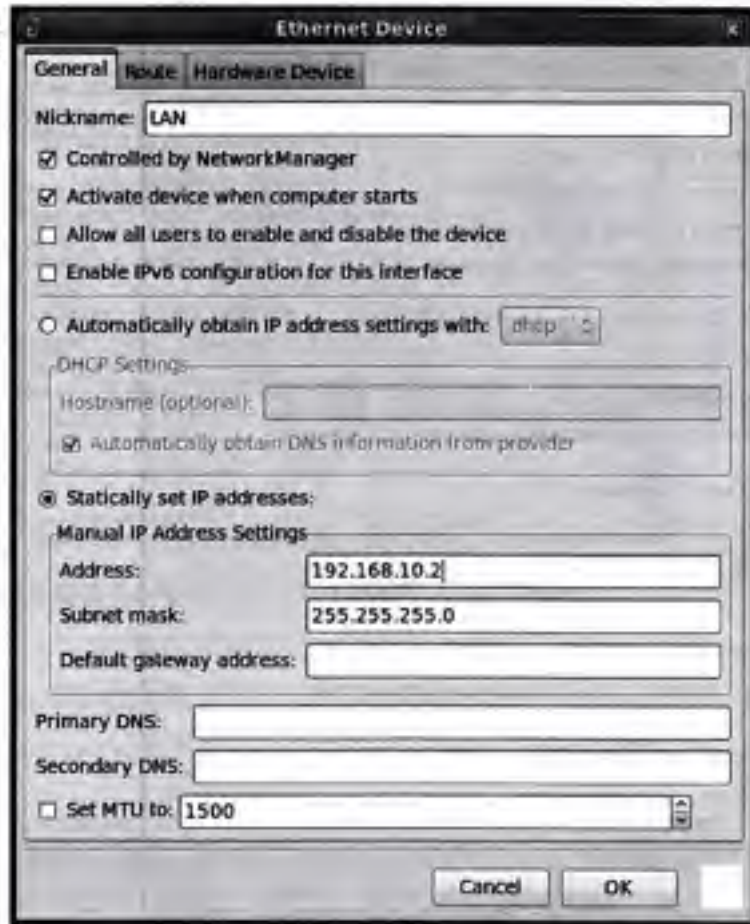 Ethernet Device
General Route Hardware Device
Nickname: LAN
Controlled by NetworkManager
Activate device when computer starts
Allow all users to enable and disable the device
Enable IPv6 configuration for this interface
Automatically obtain IP address settings with: dhcp
DHCP Settings
Hostname (optional):
Automatically obtain DNS information from provider
Statically set IP addresses:
Manual IP Address Settings
Address: 192.168.10.2
Subnet mask: 255.255.255.0
Default gateway address:
Primary DNS:
Secondary DNS:
Set MTU to: 1500
Cancel OK